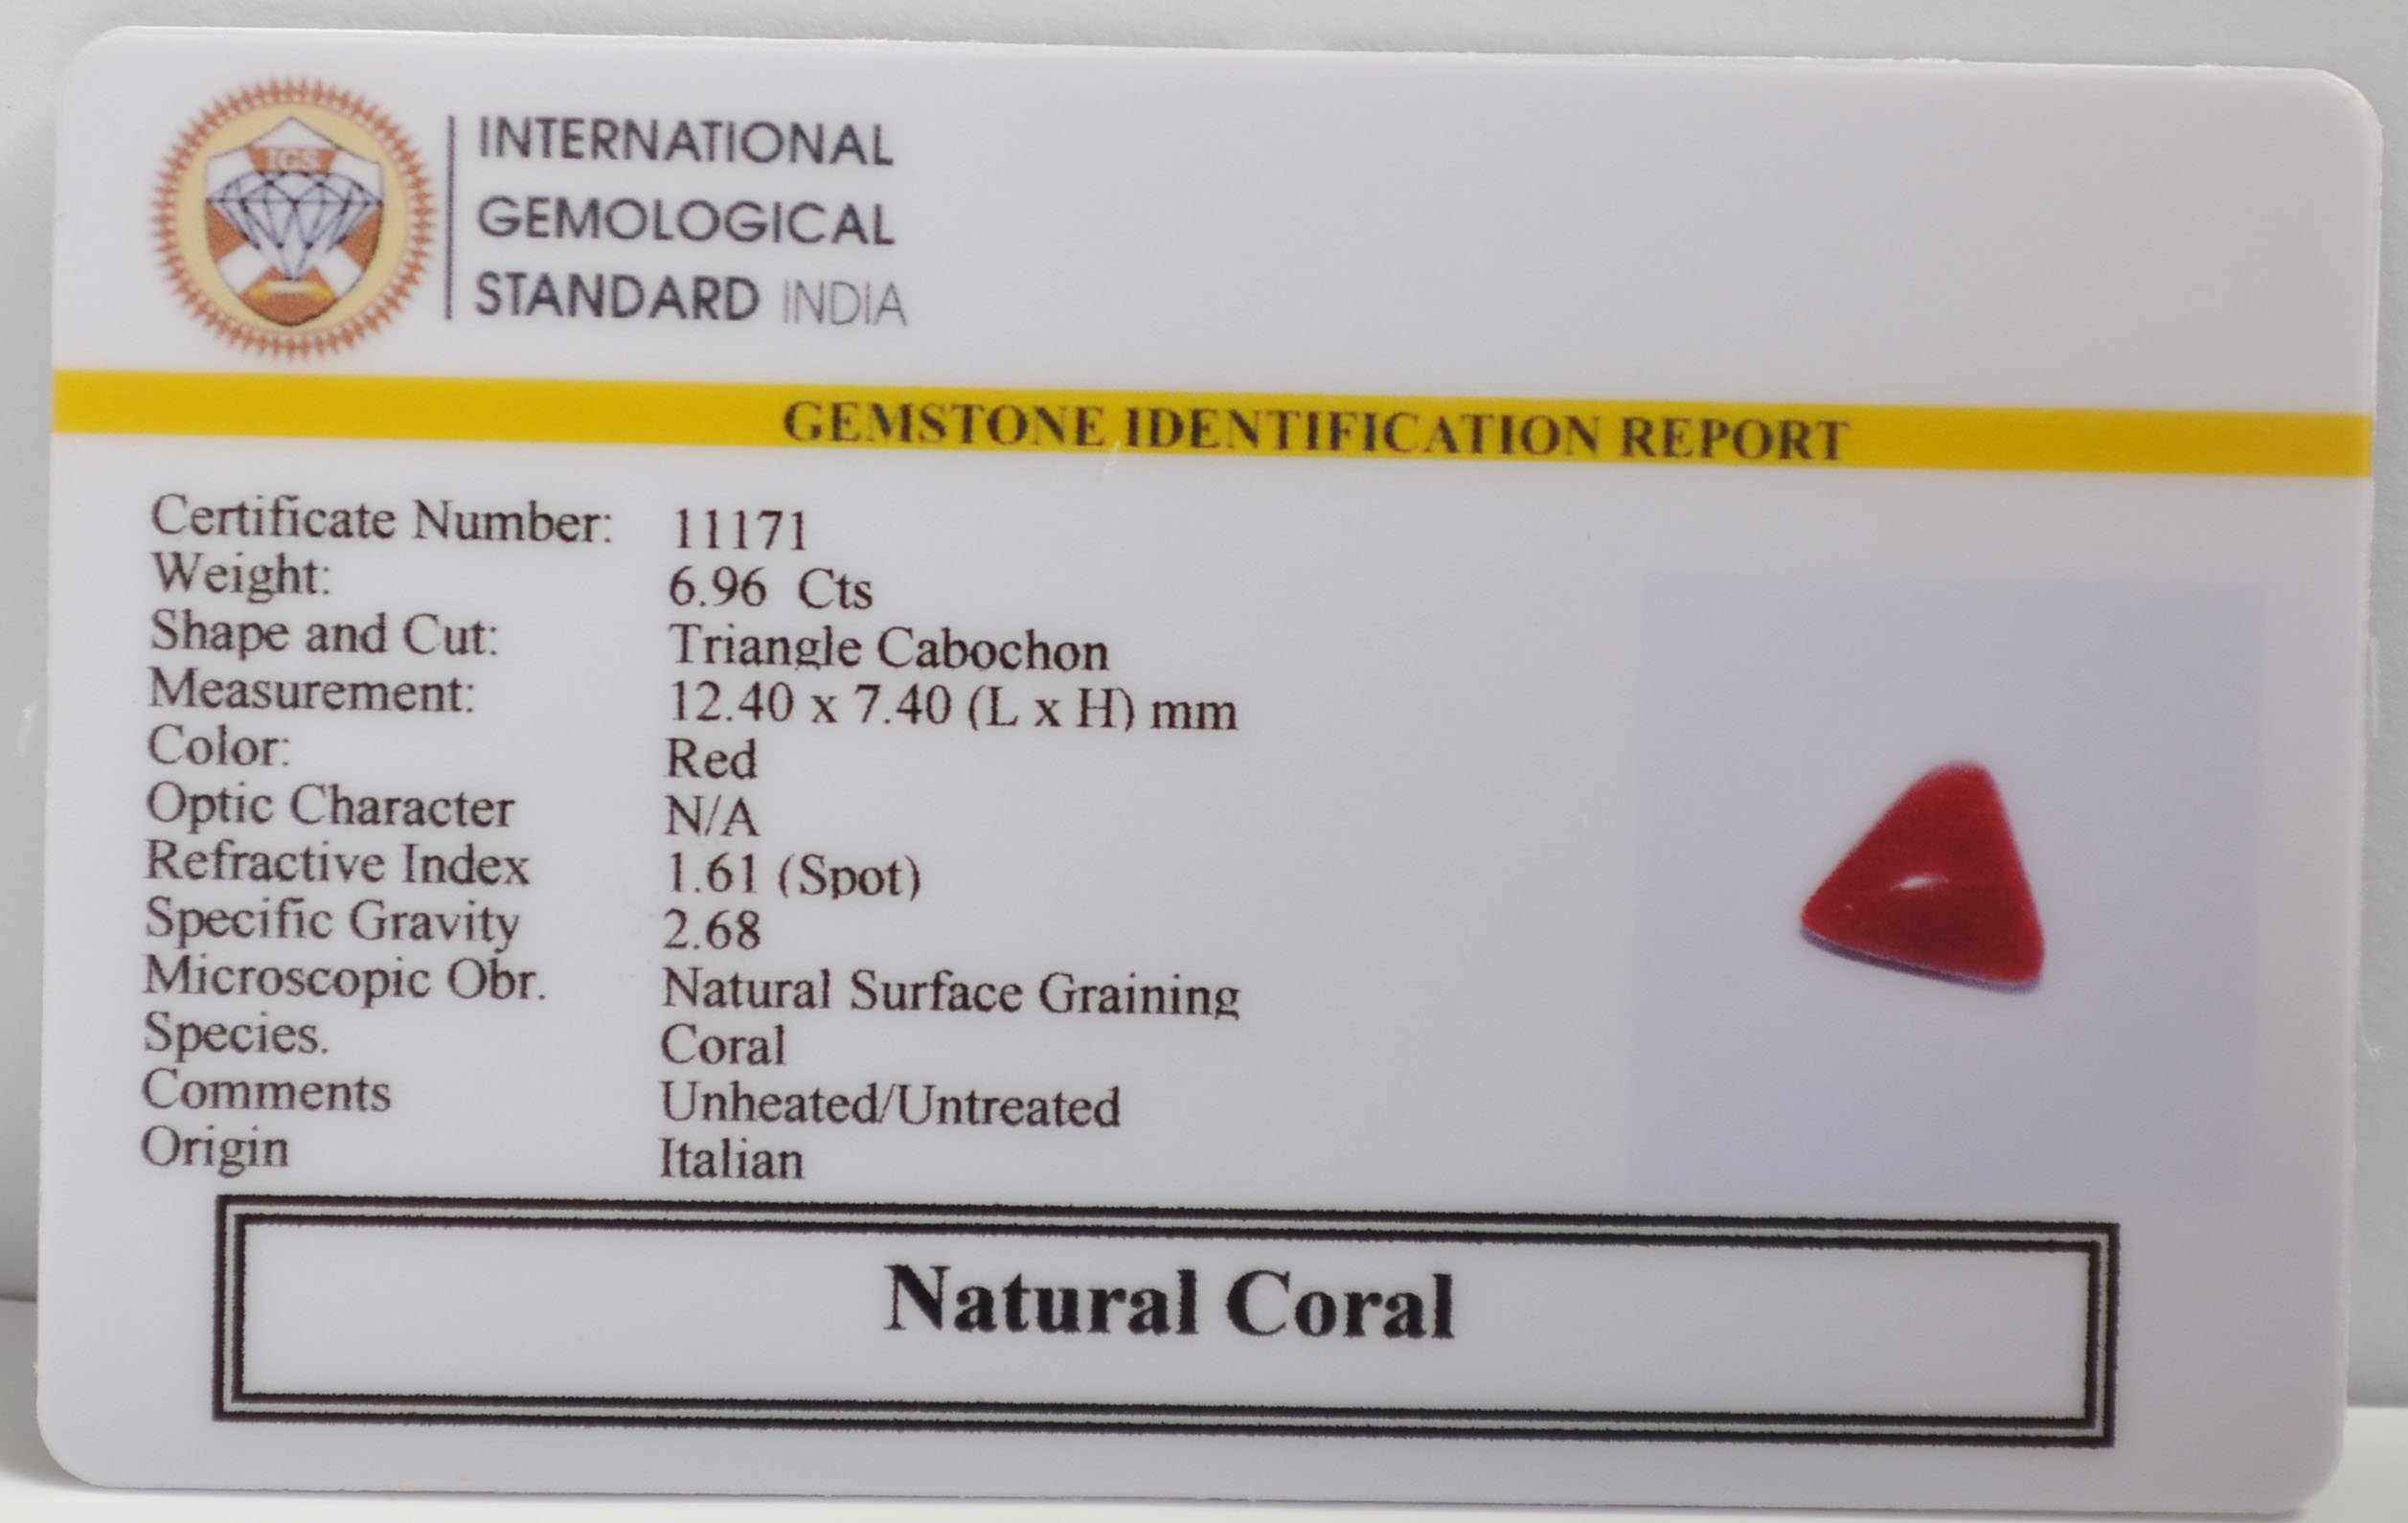 IGS
INTERNATIONAL
GEMOLOGICAL
STANDARD INDIA
GEMSTONE IDENTIFICATION REPORT
Certificate Number: 11171
Weight: 6.96 Cts
Shape and Cut: Triangle Cabochon
Measurement: 12.40 x 7.40 (L x H) mm
Color: Red
Optic Character N/A
Refractive Index 1.61 (Spot)
Specific Gravity 2.68
Microscopic Obr. Natural Surface Graining
Species. Coral
Comments Unheated/Untreated
Origin Italian
Natural Coral